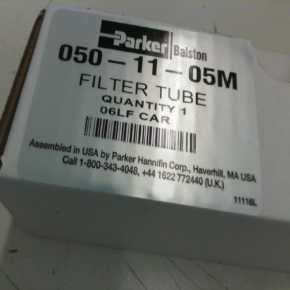 Parker Balston
050-11-05M
FILTER TUBE
QUANTITY 1
06LF CAR
Assembled in USA by Parker Hannifin Corp., Haverhill, MA USA
Call 1-800-343-4048, +44 1622 772440 (U.K.)
11116L